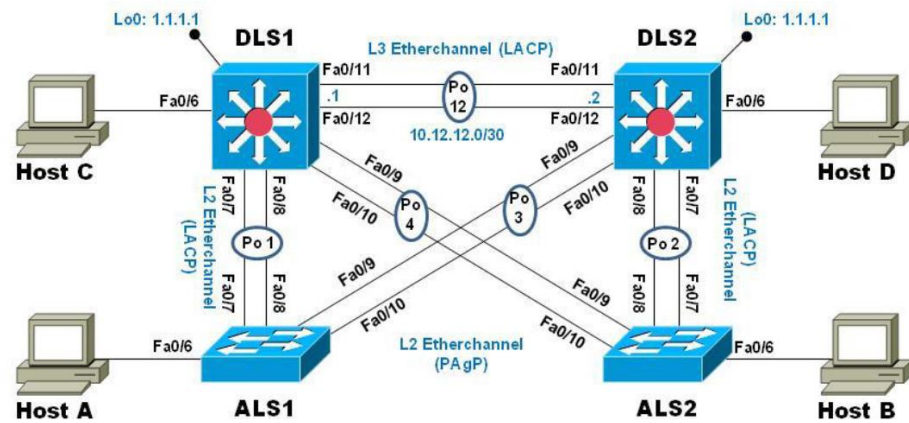 Lo0: 1.1.1.1
Lo0: 1.1.1.1
DLS1
DLS2
L3 Etherchannel (LACP)
Fa0/11
Fa0/11
Fa0/6
.1
Po
12
.2
Fa0/6
Fa0/12
Fa0/12
10.12.12.0/30
Host C
Host D
Fa0/9
Fa0/9
Fa0/7
Fa0/8
Fa0/10
Po
4
Po
3
Fa0/10
Fa0/8
Fa0/7
L2 Etherchannel
(LACP)
Po 1
Po 2
L2 Etherchannel
(LACP)
Fa0/7
Fa0/8
Fa0/9
Fa0/9
Fa0/8
Fa0/7
Fa0/10
Fa0/10
Fa0/6
L2 Etherchannel
(PAgP)
Fa0/6
Host A
ALS1
ALS2
Host B